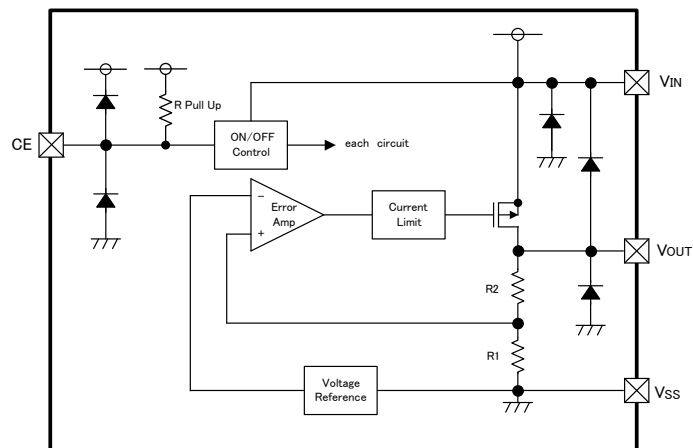 VIN
R Pull Up
CE
ON/OFF
Control
each circuit
−
Error
Amp
+
Current
Limit
VOUT
R2
R1
Voltage
Reference
VSS